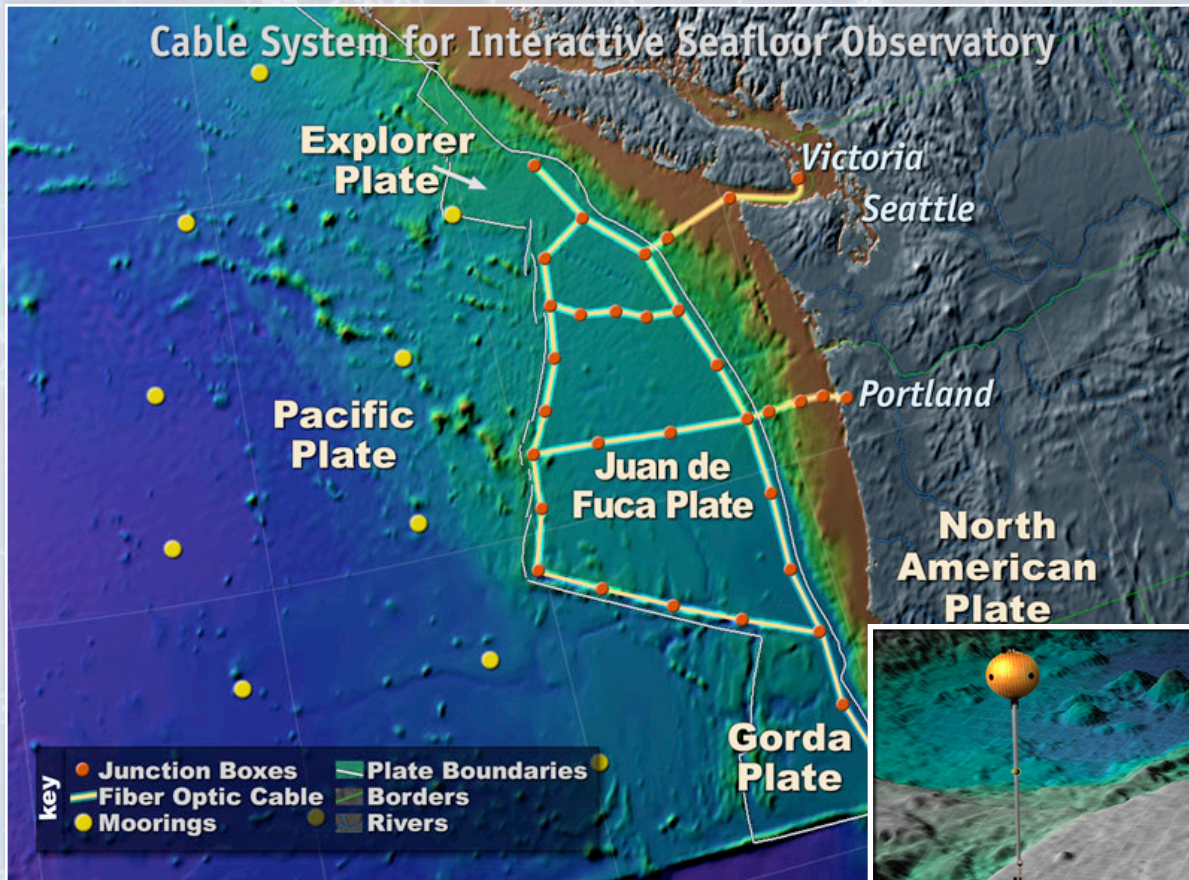 Cable System for Interactive Seafloor Observatory
Explorer
Plate
Victoria
Seattle
Portland
Pacific
Plate
Juan de
Fuca Plate
North
American
Plate
Gorda
Plate
key
Junction Boxes
Fiber Optic Cable
Moorings
Plate Boundaries
Borders
Rivers